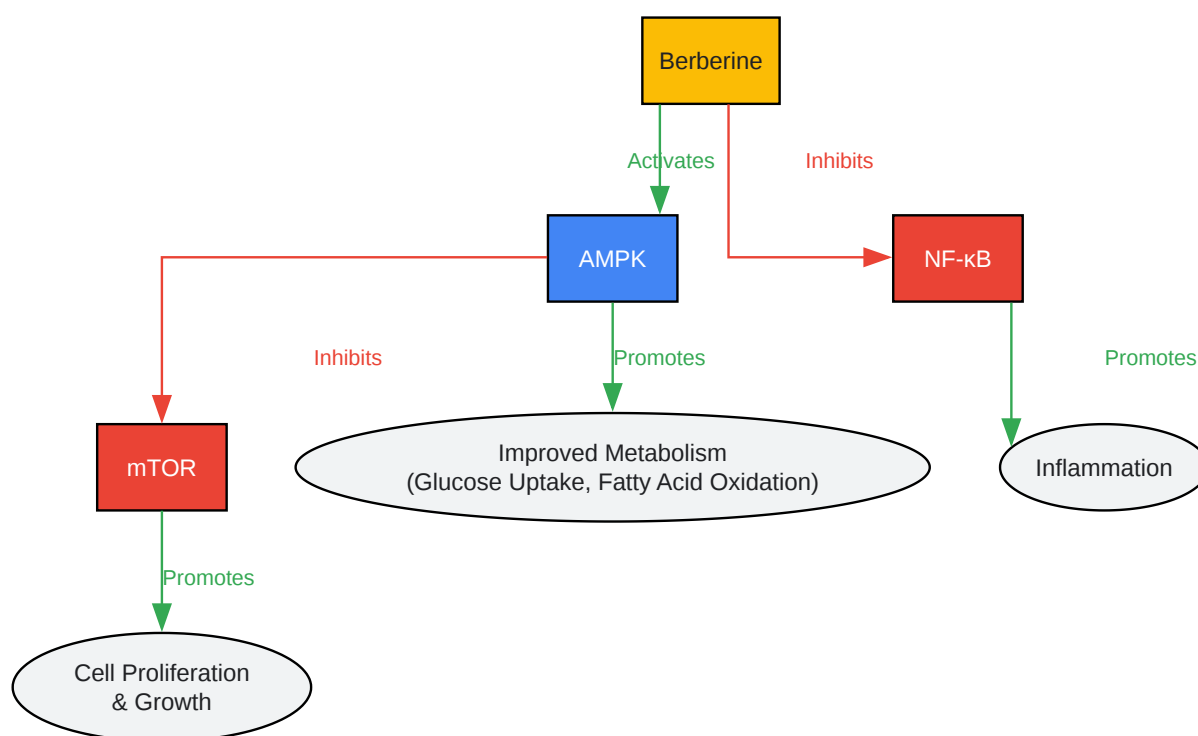 Berberine
Activates
Inhibits
AMPK
NF-κB
Inhibits
Promotes
Promotes
mTOR
Improved Metabolism
(Glucose Uptake, Fatty Acid Oxidation)
Inflammation
Promotes
Cell Proliferation
& Growth